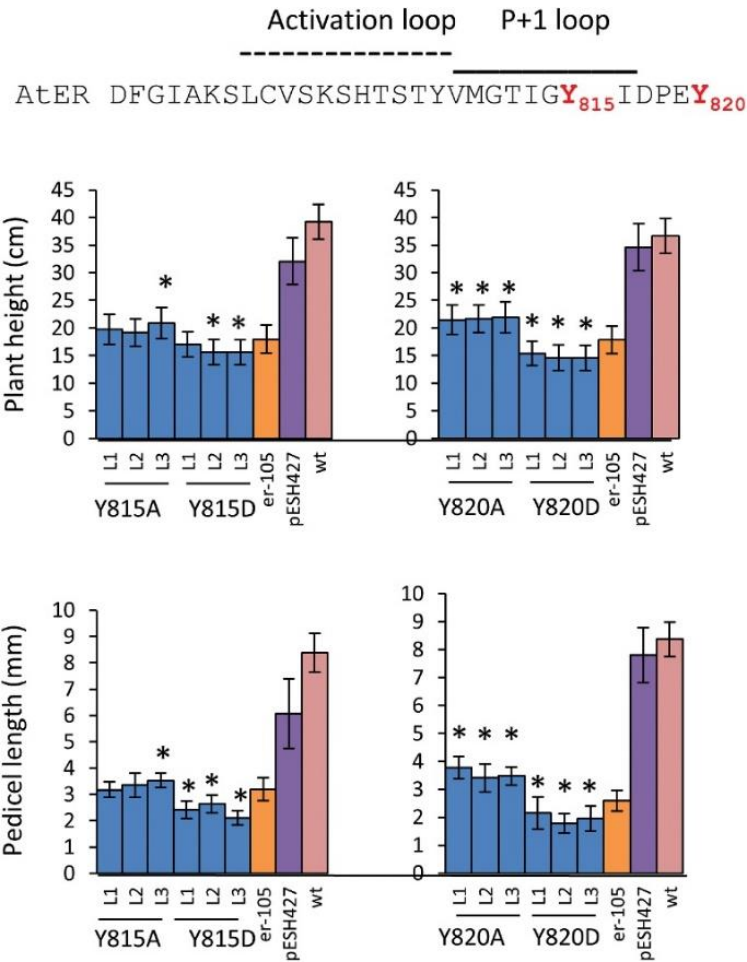 Activation loop P+1 loop
AtER DFGIAKSLCVSKSHTSTYVMGTIGY815IDPEY820
Plant height (cm)
45
40
35
30
25
20
15
10
5
0
* * *
L1 L2 L3 L1 L2 L3 er-105 pESH427 wt
Y815A Y815D
45
40
35
30
25
20
15
10
5
0
* * * * * *
L1 L2 L3 L1 L2 L3 er-105 pESH427 wt
Y820A Y820D
Pedicel length (mm)
10
9
8
7
6
5
4
3
2
1
0
* * * *
L1 L2 L3 L1 L2 L3 er-105 pESH427 wt
Y815A Y815D
10
9
8
7
6
5
4
3
2
1
0
* * * * * *
L1 L2 L3 L1 L2 L3 er-105 pESH427 wt
Y820A Y820D